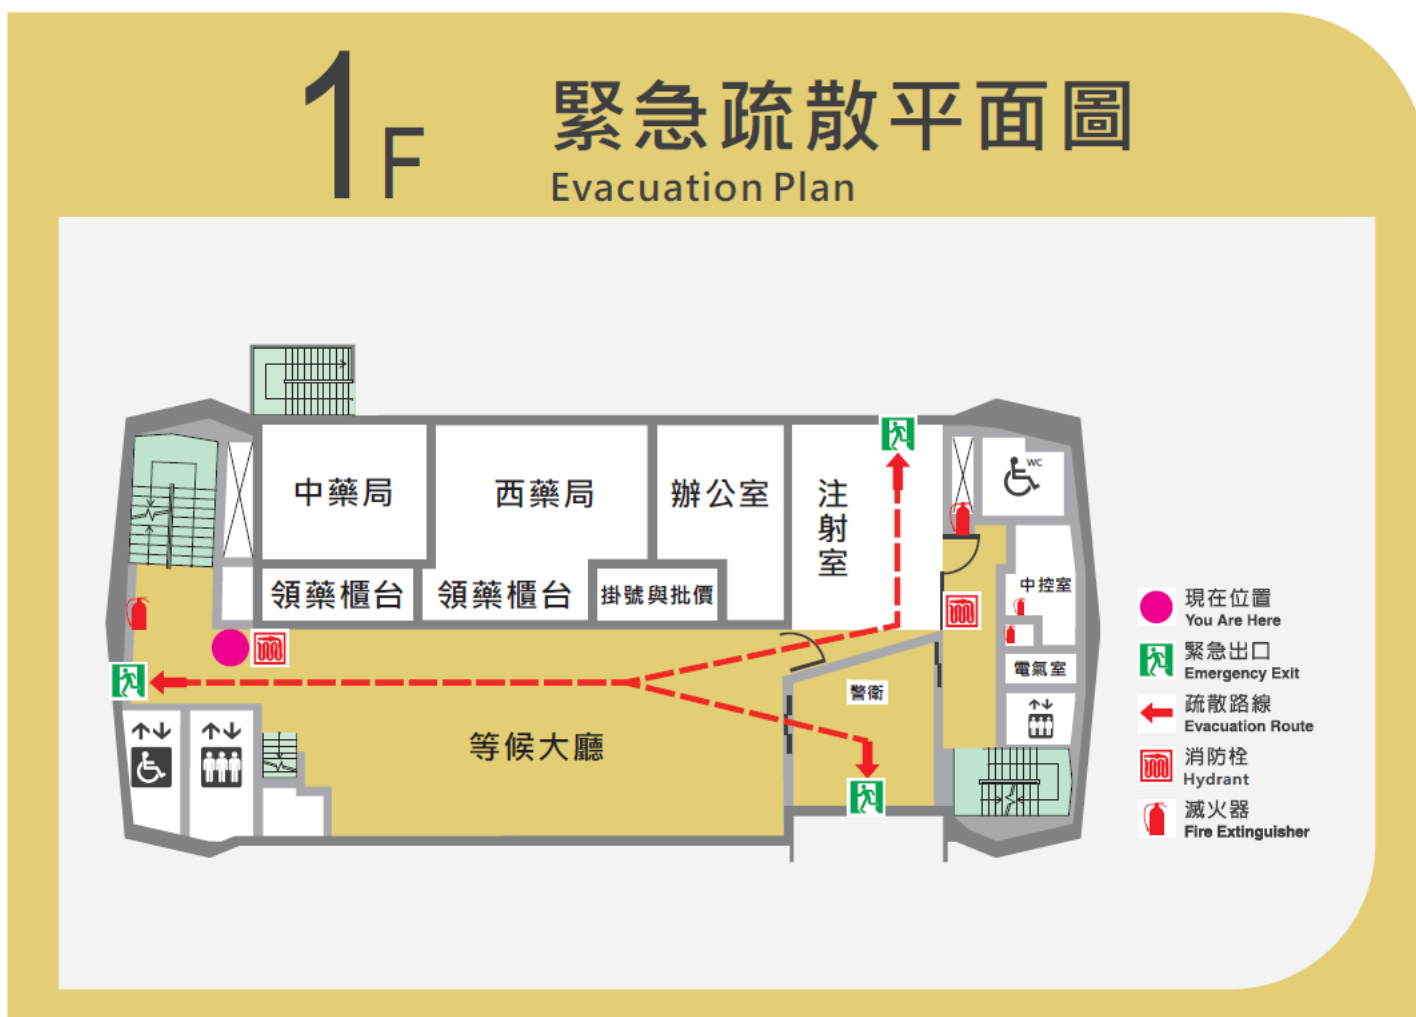 1F
緊急疏散平面圖
Evacuation Plan
中藥局
西藥局
辦公室
注射室
WC
領藥櫃台
領藥櫃台
掛號與批價
中控室
電氣室
警衛
等候大廳
現在位置
You Are Here
緊急出口
Emergency Exit
疏散路線
Evacuation Route
消防栓
Hydrant
滅火器
Fire Extinguisher